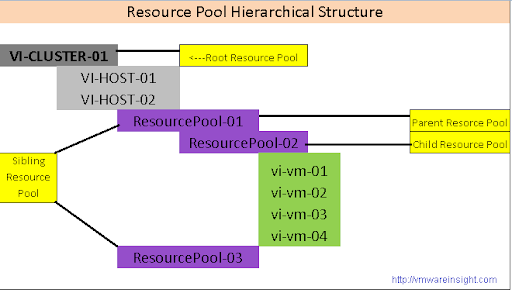 Resource Pool Hierarchical Structure
VI-CLUSTER-01
<---Root Resource Pool
VI-HOST-01
VI-HOST-02
ResourcePool-01
Parent Resorce Pool
ResourcePool-02
Child Resource Pool
Sibling
Resource
Pool
vi-vm-01
vi-vm-02
vi-vm-03
vi-vm-04
ResourcePool-03
http://vmwareinsight.com